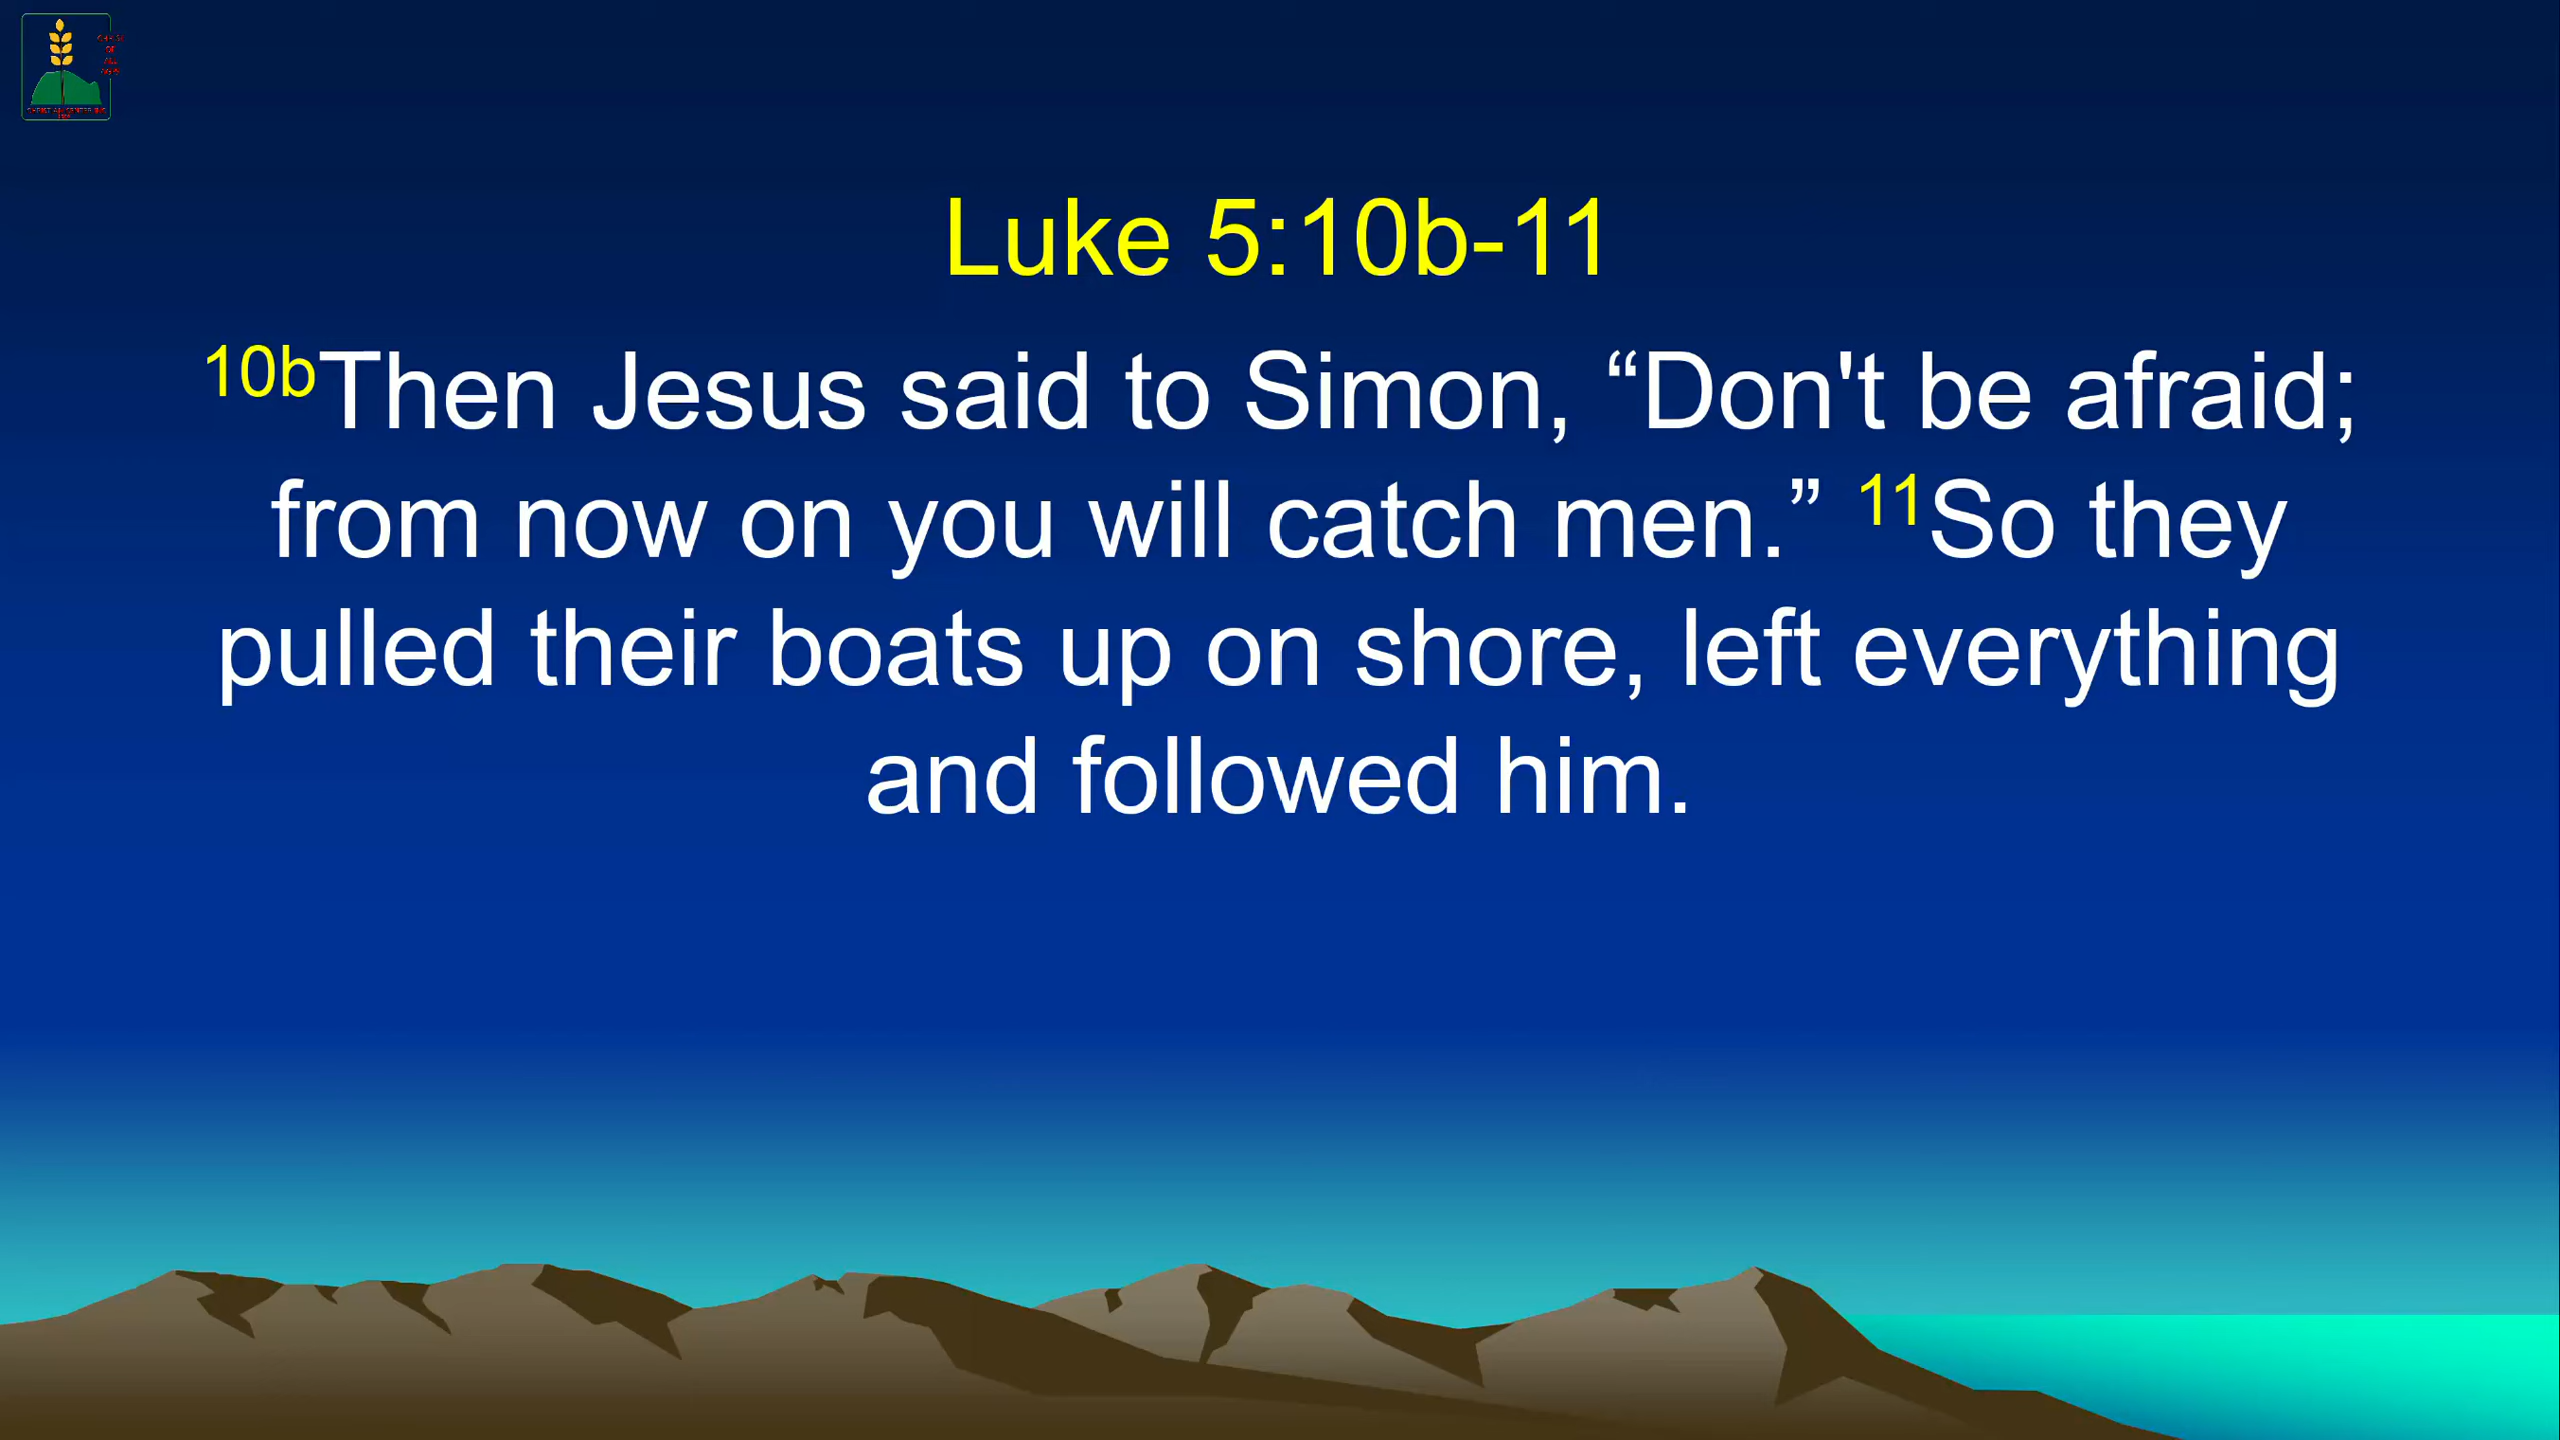 Luke 5:10b-11
10bThen Jesus said to Simon, “Don't be afraid;
from now on you will catch men.” 11So they
pulled their boats up on shore, left everything
and followed him.